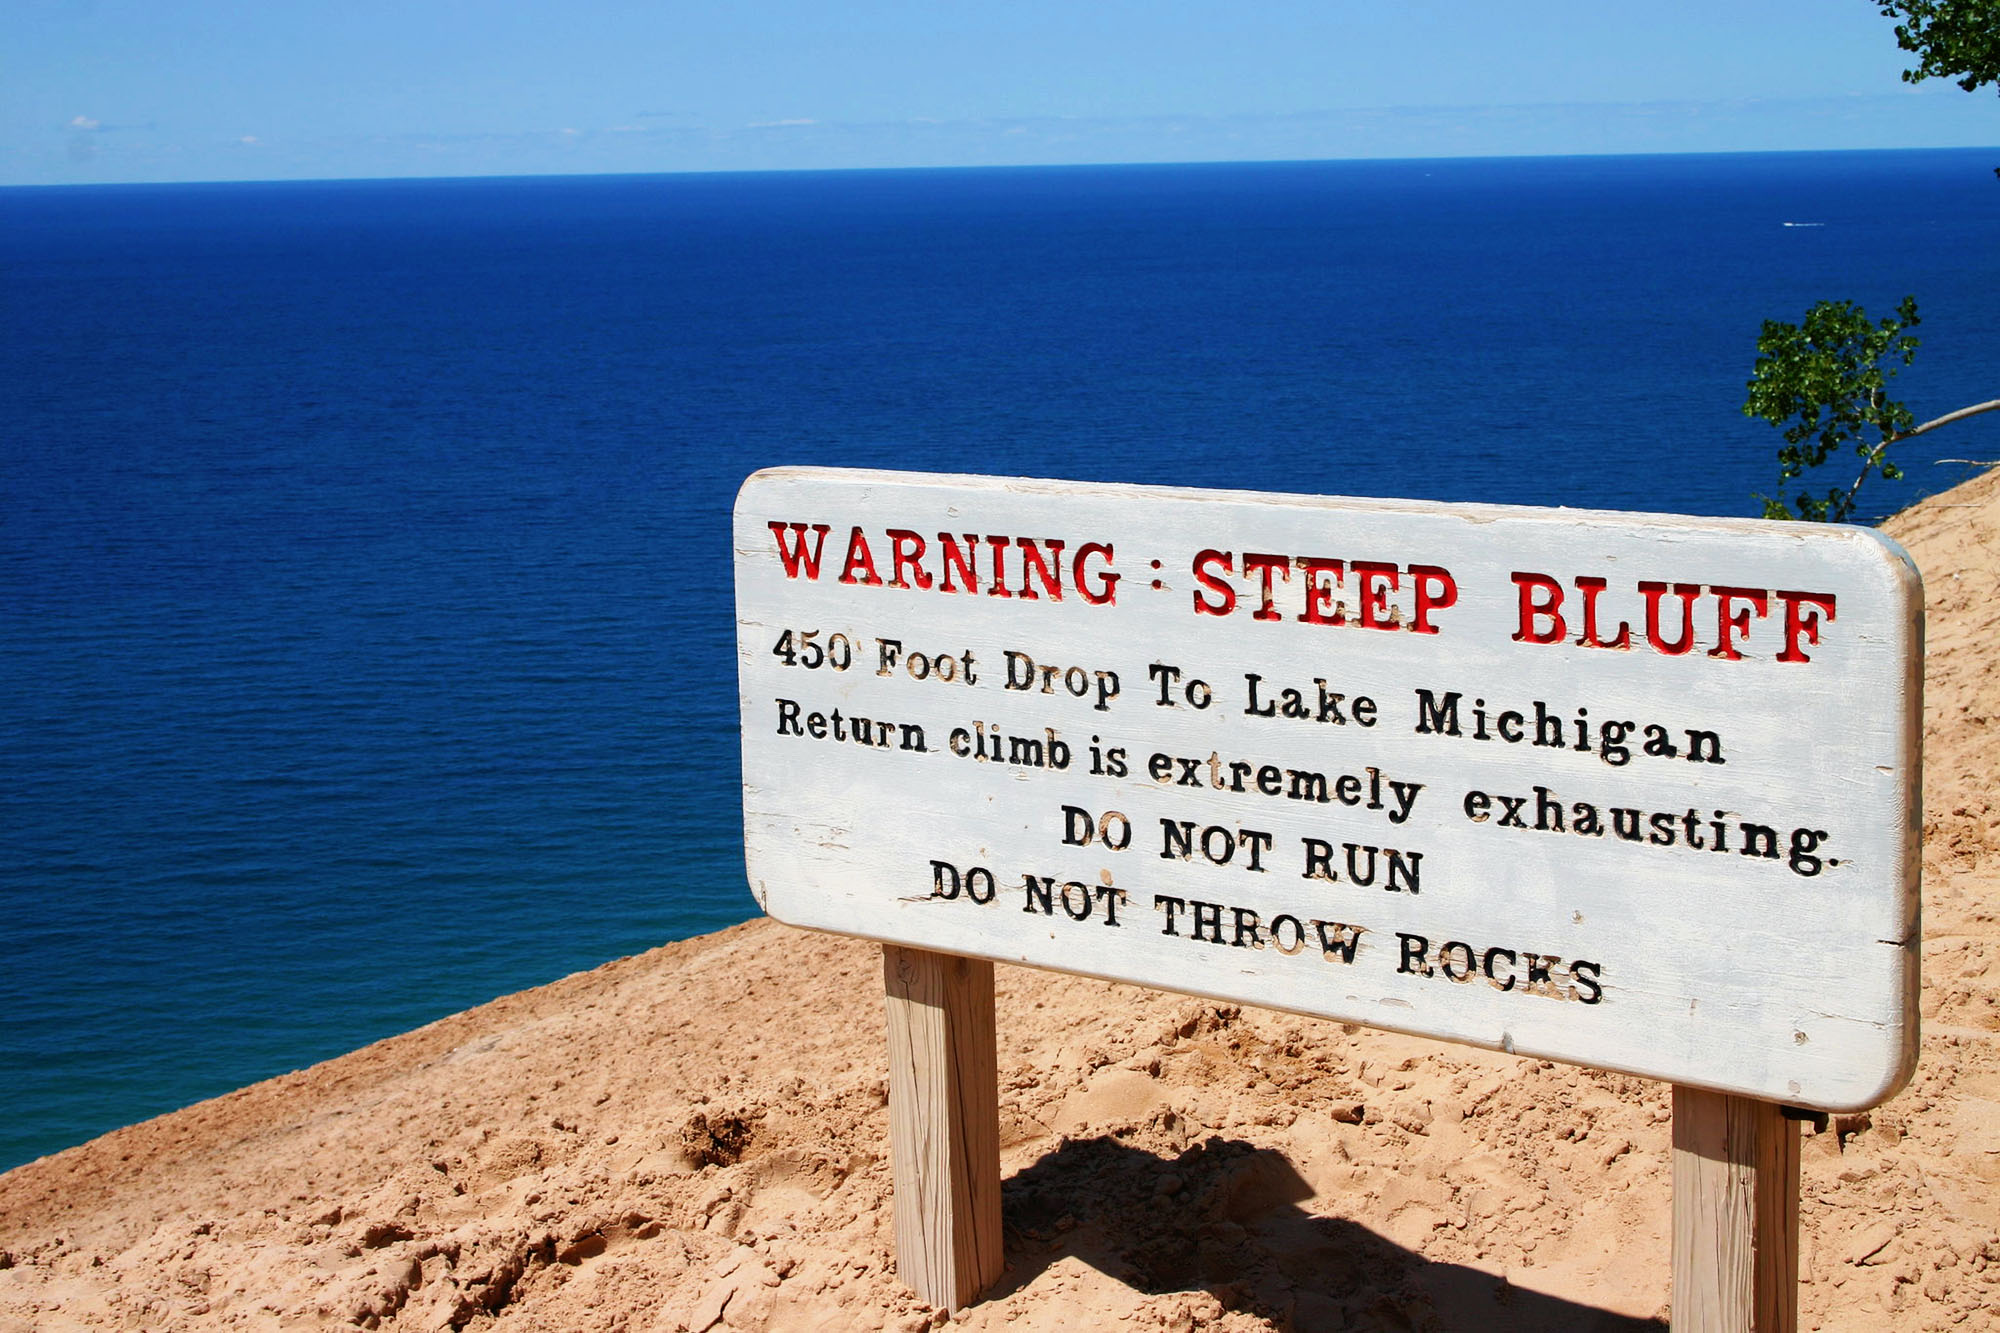 WARNING : STEEP BLUFF
450' Foot Drop To Lake Michigan
Return climb is extremely exhausting.
DO NOT RUN
DO NOT THROW ROCKS